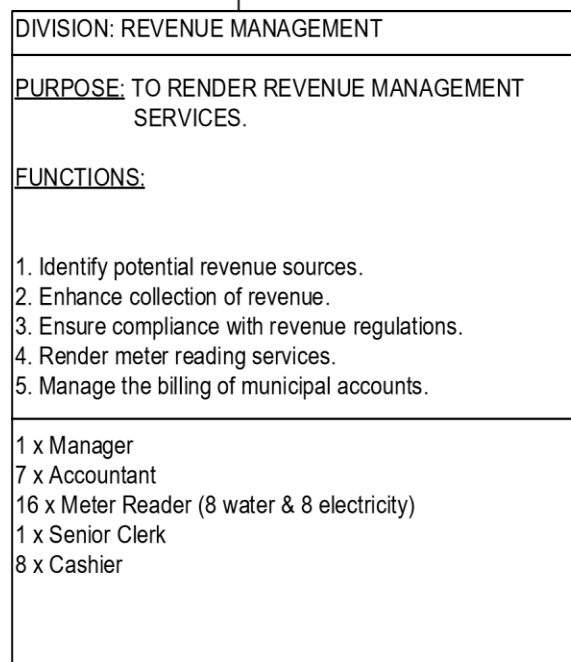 DIVISION: REVENUE MANAGEMENT
PURPOSE: TO RENDER REVENUE MANAGEMENT
SERVICES.
FUNCTIONS:
1. Identify potential revenue sources.
2. Enhance collection of revenue.
3. Ensure compliance with revenue regulations.
4. Render meter reading services.
5. Manage the billing of municipal accounts.
1 x Manager
7 x Accountant
16 x Meter Reader (8 water & 8 electricity)
1 x Senior Clerk
8 x Cashier